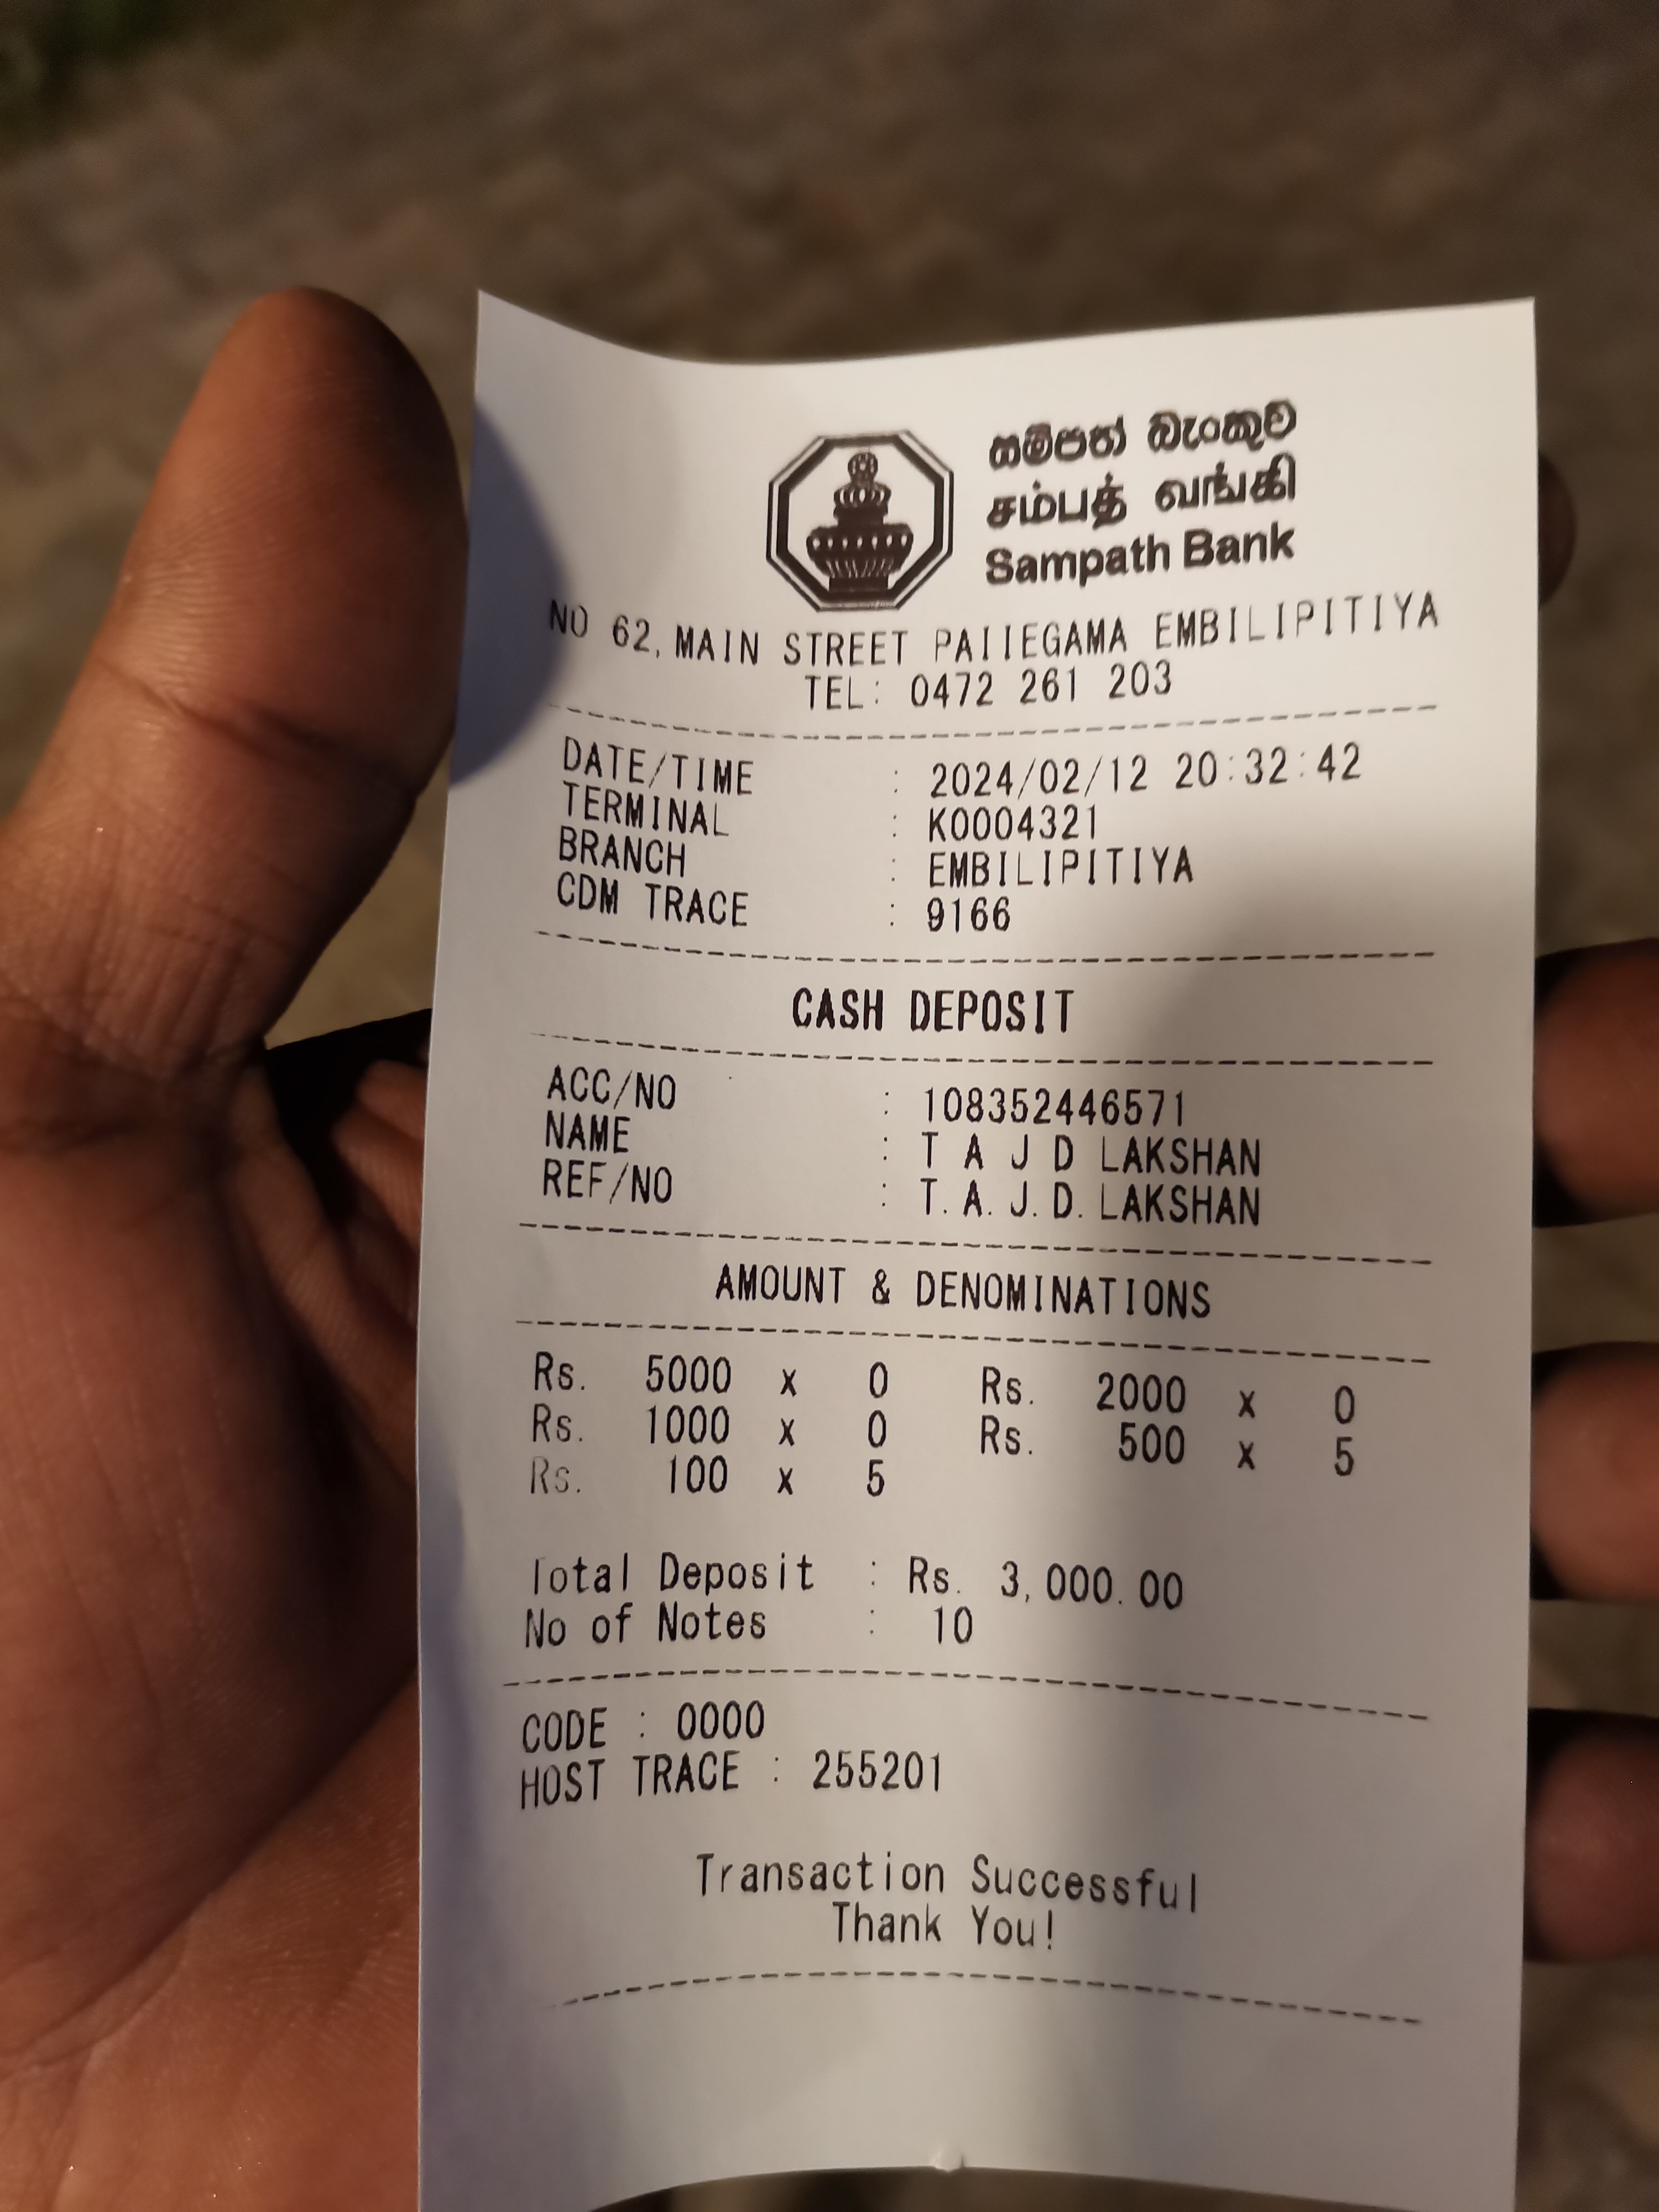 සම්පත් බැංකුව
சம்பத் வங்கி
Sampath Bank
NO 62, MAIN STREET PAIIEGAMA EMBILIPITIYA
TEL: 0472 261 203
DATE/TIME : 2024/02/12 20:32:42
TERMINAL : K0004321
BRANCH : EMBILIPITIYA
CDM TRACE : 9166
CASH DEPOSIT
ACC/NO : 108352446571
NAME : T A J D LAKSHAN
REF/NO : T. A. J. D. LAKSHAN
AMOUNT & DENOMINATIONS
Rs. 5000 x 0 Rs. 2000 x 0
Rs. 1000 x 0 Rs. 500 x 5
Rs. 100 x 5
Total Deposit : Rs. 3,000.00
No of Notes : 10
CODE : 0000
HOST TRACE : 255201
Transaction Successful
Thank You!